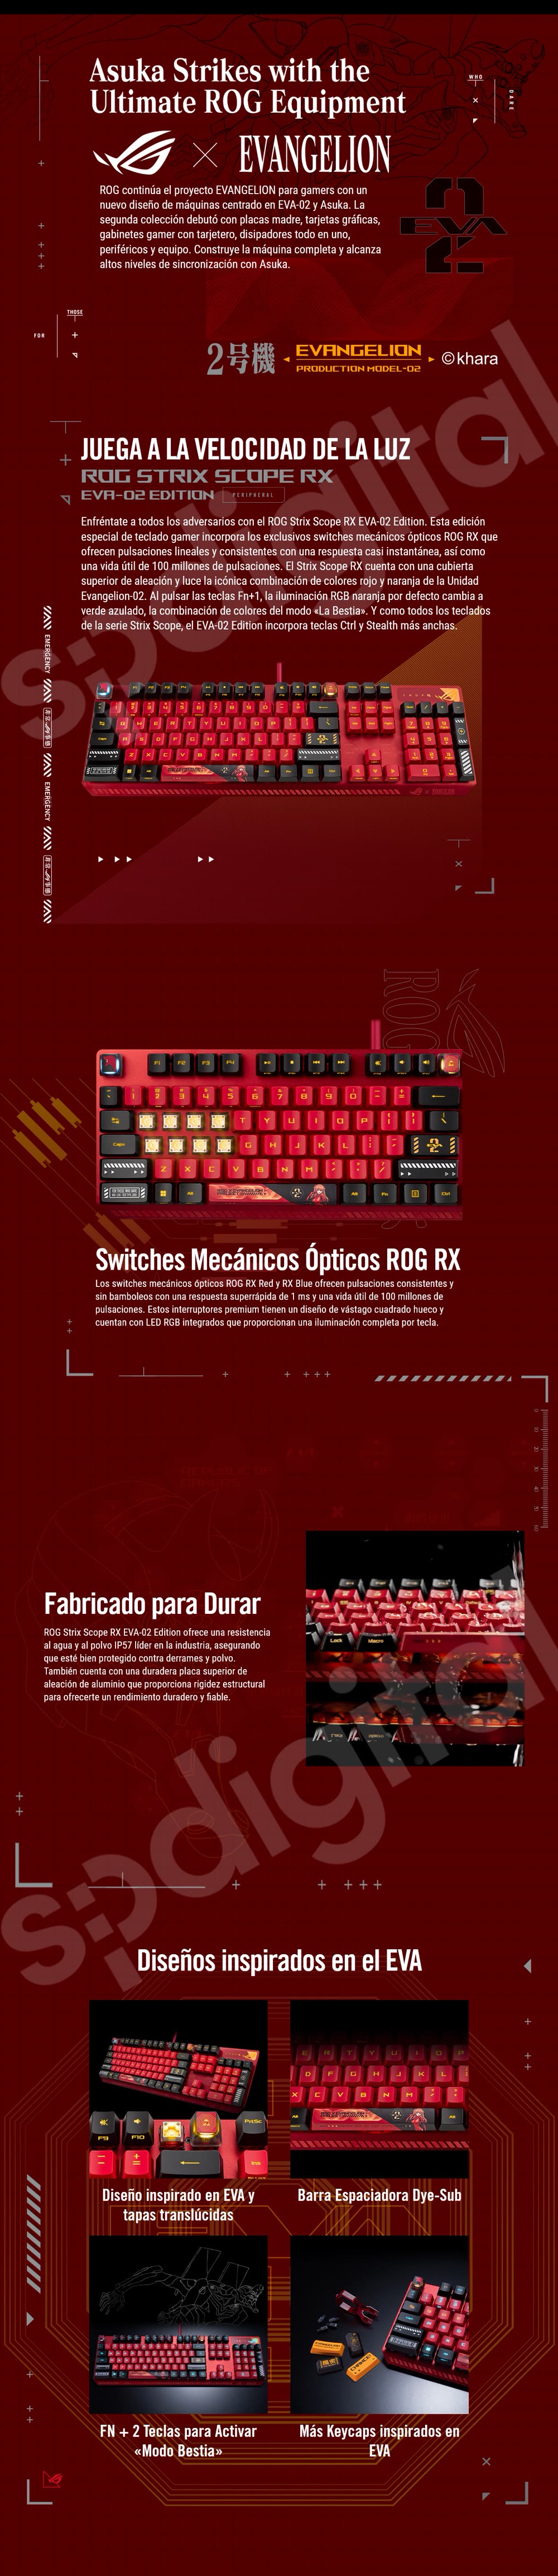 Asuka Strikes with the
Ultimate ROG Equipment
WHO
DARE
EVANGELION
ROG continúa el proyecto EVANGELION para gamers con un
nuevo diseño de máquinas centrado en EVA-02 y Asuka. La
segunda colección debutó con placas madre, tarjetas gráficas,
gabinetes gamer con tarjetero, disipadores todo en uno,
periféricos y equipo. Construye la máquina completa y alcanza
altos niveles de sincronización con Asuka.
EVA
2
THOSE
FOR
2号機
EVANGELION
PRODUCTION MODEL-02
©khara
JUEGA A LA VELOCIDAD DE LA LUZ
ROG STRIX SCOPE RX
EVA-02 EDITION
PERIPHERAL
Enfréntate a todos los adversarios con el ROG Strix Scope RX EVA-02 Edition. Esta edición
especial de teclado gamer incorpora los exclusivos switches mecánicos ópticos ROG RX que
ofrecen pulsaciones lineales y consistentes con una respuesta casi instantánea, así como
una vida útil de 100 millones de pulsaciones. El Strix Scope RX cuenta con una cubierta
superior de aleación y luce la icónica combinación de colores rojo y naranja de la Unidad
Evangelion-02. Al pulsar las teclas Fn+1, la iluminación RGB naranja por defecto cambia a
verde azulado, la combinación de colores del modo «La Bestia». Y como todos los teclados
de la serie Strix Scope, el EVA-02 Edition incorpora teclas Ctrl y Stealth más anchas.
EMERGENCY
EMERGENCY
ROG
Switches Mecánicos Ópticos ROG RX
Los switches mecánicos ópticos ROG RX Red y RX Blue ofrecen pulsaciones consistentes y
sin bamboleos con una respuesta superrápida de 1 ms y una vida útil de 100 millones de
pulsaciones. Estos interruptores premium tienen un diseño de vástago cuadrado hueco y
cuentan con LED RGB integrados que proporcionan una iluminación completa por tecla.
Fabricado para Durar
ROG Strix Scope RX EVA-02 Edition ofrece una resistencia
al agua y al polvo IP57 líder en la industria, asegurando
que esté bien protegido contra derrames y polvo.
También cuenta con una duradera placa superior de
aleación de aluminio que proporciona rigidez estructural
para ofrecerte un rendimiento duradero y fiable.
spdigital
spdigital
Diseños inspirados en el EVA
Diseño inspirado en EVA y
tapas translúcidas
Barra Espaciadora Dye-Sub
FN + 2 Teclas para Activar
«Modo Bestia»
Más Keycaps inspirados en
EVA